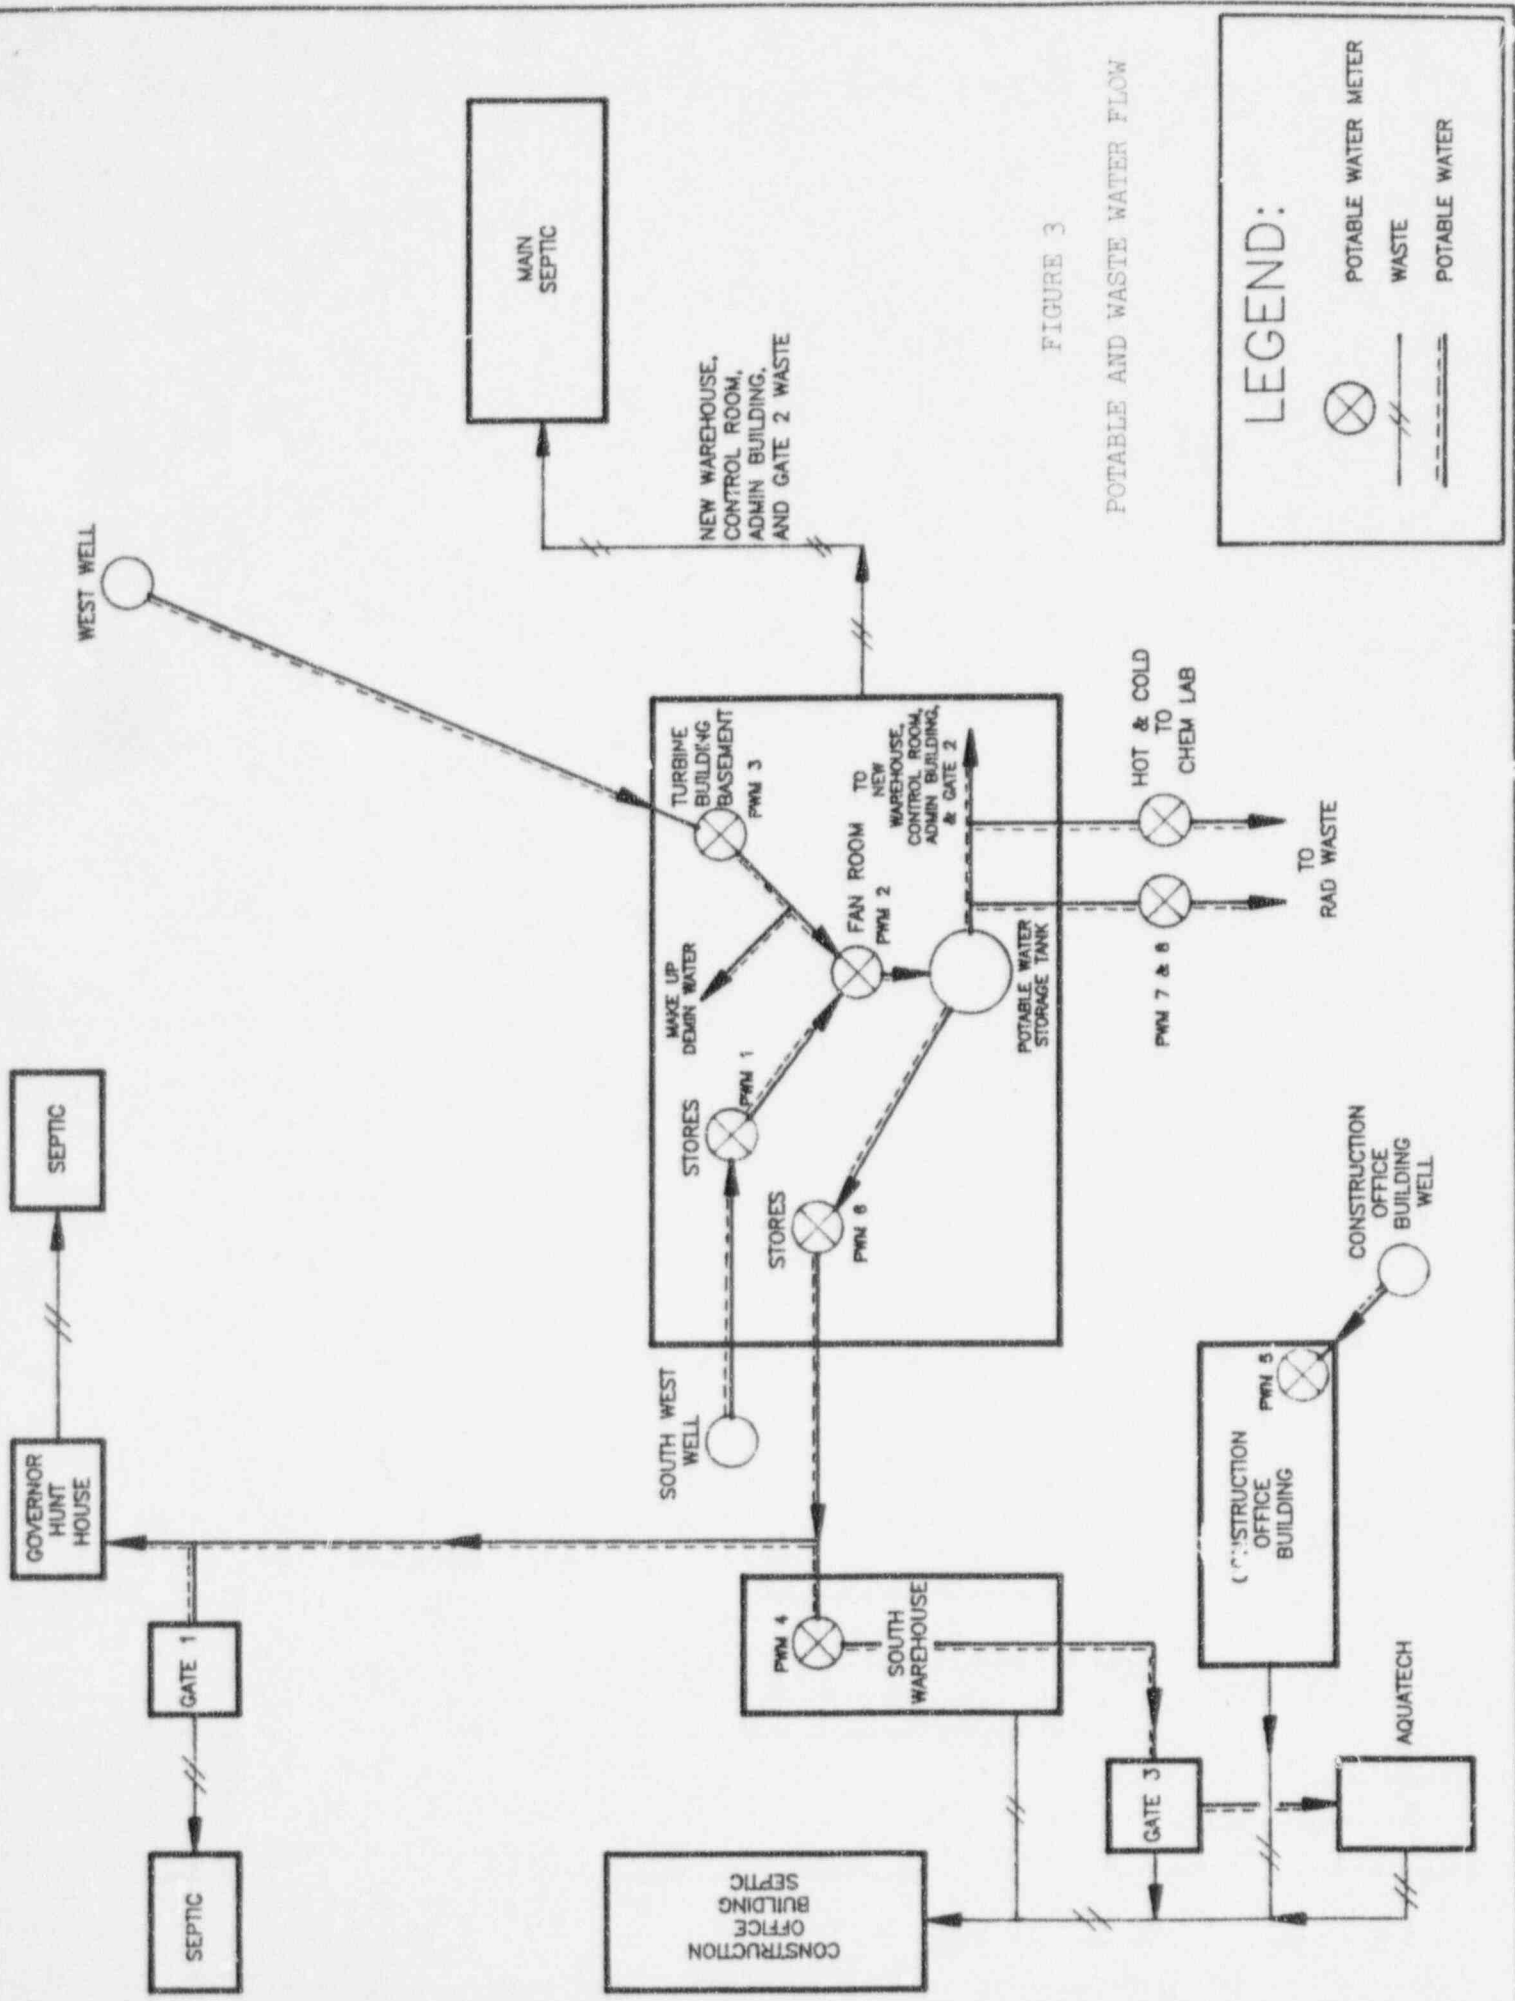 SEPTIC
GATE 1
GOVERNOR
HUNT
HOUSE
SEPTIC
WEST WELL
MAIN
SEPTIC
CONSTRUCTION
OFFICE
BUILDING
SEPTIC
PWM 4
SOUTH
WAREHOUSE
SOUTH WEST
WELL
STORES
PWM 1
STORES
PWM 6
MAKE UP
DEMIN WATER
TURBINE
BUILDING
BASEMENT
PWM 3
FAN ROOM
PWM 2
TO
NEW
WAREHOUSE,
CONTROL ROOM,
ADMIN BUILDING,
& GATE 2
POTABLE WATER
STORAGE TANK
NEW WAREHOUSE,
CONTROL ROOM,
ADMIN BUILDING,
AND GATE 2 WASTE
GATE 3
AQUATECH
CONSTRUCTION
OFFICE
BUILDING
PWM 5
CONSTRUCTION
OFFICE
BUILDING
WELL
PWM 7 & 8
HOT & COLD
TO
CHEM LAB
TO
RAD WASTE
FIGURE 3
POTABLE AND WASTE WATER FLOW
LEGEND:
POTABLE WATER METER
WASTE
POTABLE WATER